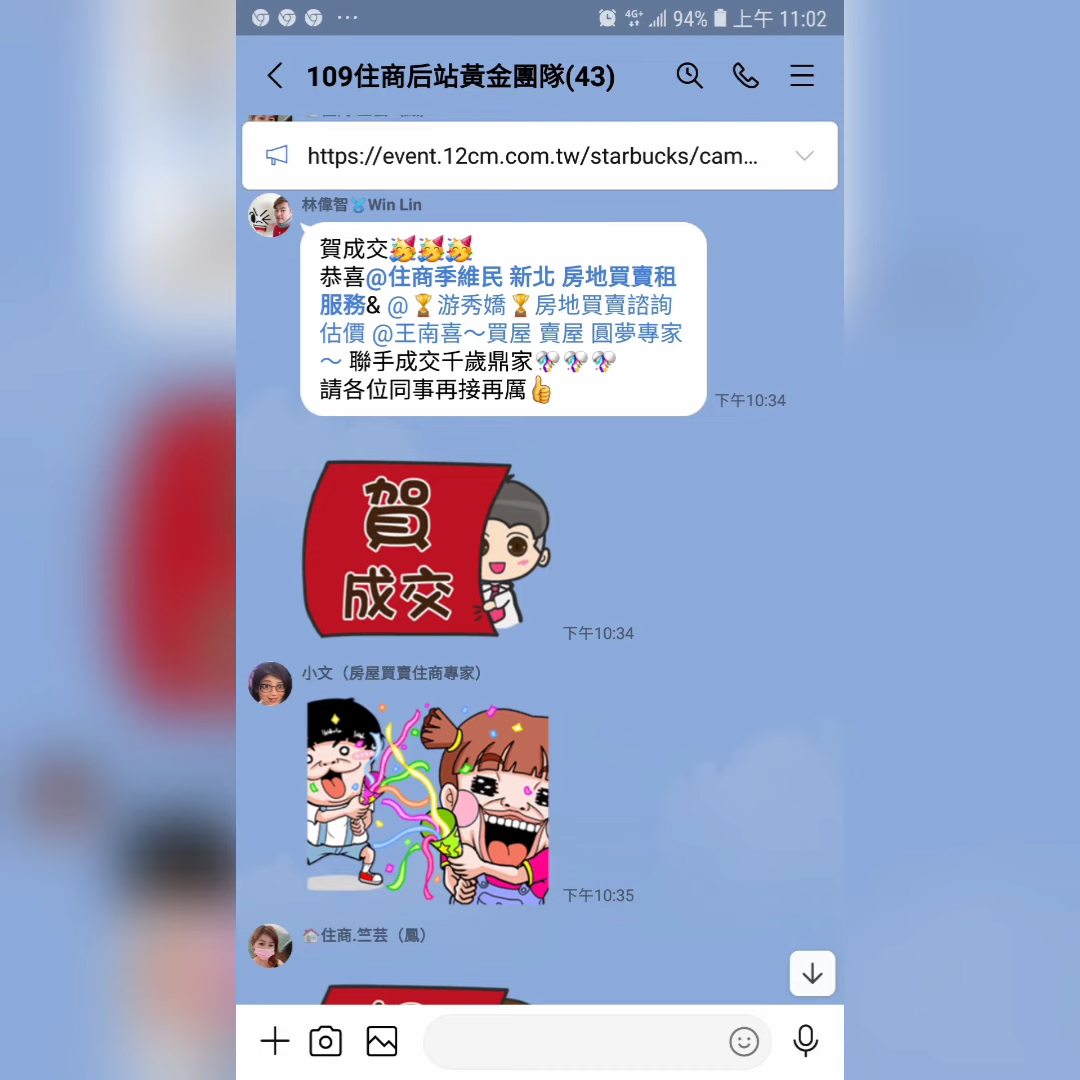 4G+ 94% 上午 11:02
109住商后站黃金團隊(43)
https://event.12cm.com.tw/starbucks/cam...
林偉智 Win Lin
賀成交🥳🥳🥳
恭喜@住商季維民 新北 房地買賣租
服務& @🏆游秀嬌🏆房地買賣諮詢
估價 @王南喜～買屋 賣屋 圓夢專家
～ 聯手成交千歲鼎家🎊🎊🎊
請各位同事再接再厲👍
下午10:34
賀
成交
下午10:34
小文（房屋買賣住商專家）
下午10:35
🏠住商.竺芸（鳳）